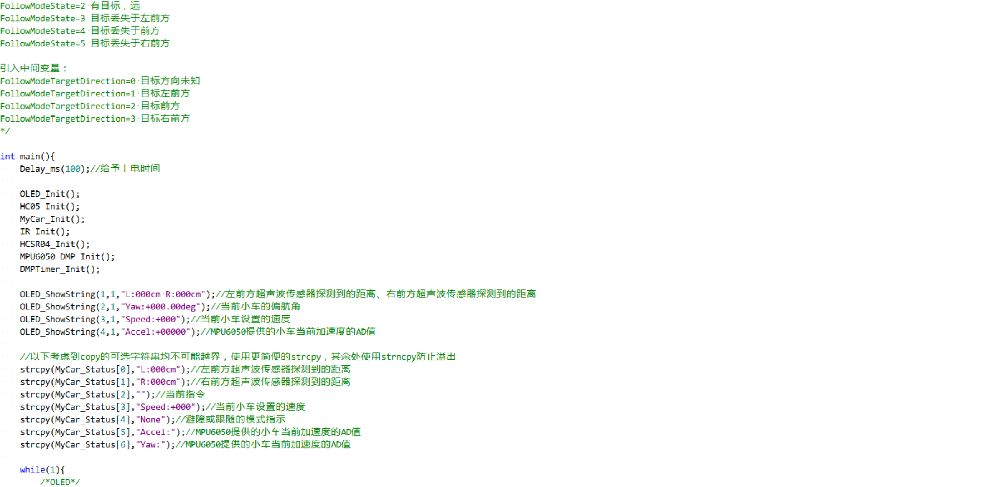 FollowModeState=2 有目标，远
FollowModeState=3 目标丢失于左前方
FollowModeState=4 目标丢失于前方
FollowModeState=5 目标丢失于右前方
引入中间变量：
FollowModeTargetDirection=0 目标方向未知
FollowModeTargetDirection=1 目标左前方
FollowModeTargetDirection=2 目标前方
FollowModeTargetDirection=3 目标右前方
*/
int main(){
Delay_ms(100);//给予上电时间
OLED_Init();
HC05_Init();
MyCar_Init();
IR_Init();
HCSR04_Init();
MPU6050_DMP_Init();
DMPTimer_Init();
OLED_ShowString(1,1,"L:000cm R:000cm");//左前方超声波传感器探测到的距离、右前方超声波传感器探测到的距离
OLED_ShowString(2,1,"Yaw:+000.00deg");//当前小车的偏航角
OLED_ShowString(3,1,"Speed:+000");//当前小车设置的速度
OLED_ShowString(4,1,"Accel:+00000");//MPU6050提供的小车当前加速度的AD值
//以下考虑到copy的可选字符串均不可能越界，使用更简便的strcpy，其余处使用strncpy防止溢出
strcpy(MyCar_Status[0],"L:000cm");//左前方超声波传感器探测到的距离
strcpy(MyCar_Status[1],"R:000cm");//右前方超声波传感器探测到的距离
strcpy(MyCar_Status[2],"");//当前指令
strcpy(MyCar_Status[3],"Speed:+000");//当前小车设置的速度
strcpy(MyCar_Status[4],"None");//避障或跟随的模式指示
strcpy(MyCar_Status[5],"Accel:");//MPU6050提供的小车当前加速度的AD值
strcpy(MyCar_Status[6],"Yaw:");//MPU6050提供的小车当前加速度的AD值
while(1){
/*OLED*/